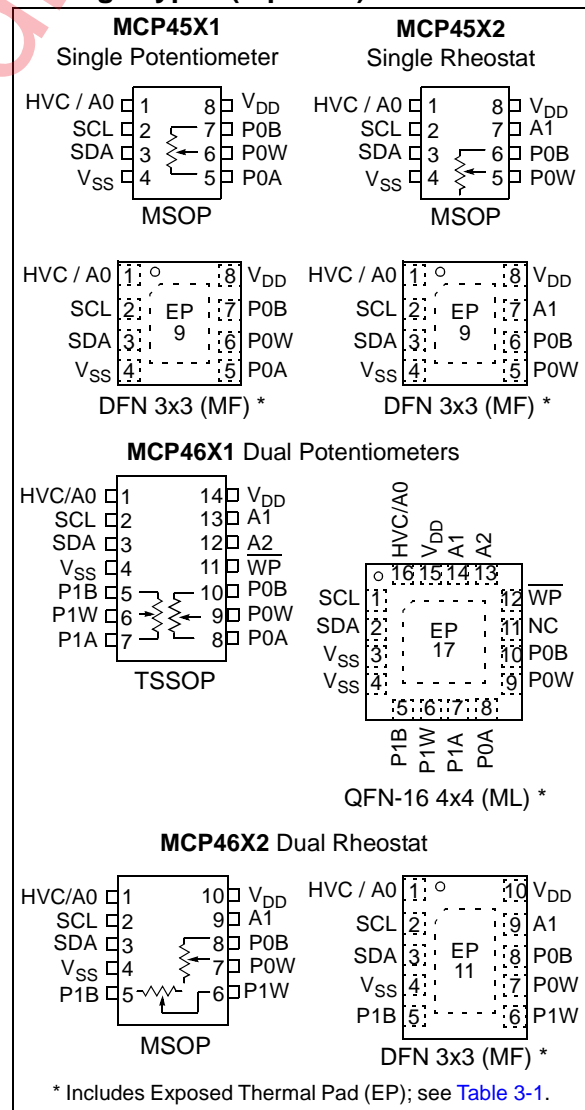 MCP45X1
Single Potentiometer
HVC / A0 1 8 VDD
SCL 2 7 P0B
SDA 3 6 P0W
VSS 4 5 P0A
MSOP
MCP45X2
Single Rheostat
HVC / A0 1 8 VDD
SCL 2 7 A1
SDA 3 6 P0B
VSS 4 5 P0W
MSOP
HVC / A0 1 8 VDD
SCL 2 EP 7 P0B
SDA 3 9 6 P0W
VSS 4 5 P0A
DFN 3x3 (MF) *
HVC / A0 1 8 VDD
SCL 2 EP 7 A1
SDA 3 9 6 P0B
VSS 4 5 P0W
DFN 3x3 (MF) *
MCP46X1 Dual Potentiometers
HVC/A0 1 14 VDD
SCL 2 13 A1
SDA 3 12 A2
VSS 4 11 WP
P1B 5 10 P0B
P1W 6 9 P0W
P1A 7 8 P0A
TSSOP
HVC/A0 VDD A1 A2
16 15 14 13
SCL 1 12 WP
SDA 2 EP 11 NC
VSS 3 17 10 P0B
VSS 4 9 P0W
5 6 7 8
P1B P1W P1A P0A
QFN-16 4x4 (ML) *
MCP46X2 Dual Rheostat
HVC/A0 1 10 VDD
SCL 2 9 A1
SDA 3 8 P0B
VSS 4 7 P0W
P1B 5 6 P1W
MSOP
HVC / A0 1 10 VDD
SCL 2 9 A1
SDA 3 EP 8 P0B
VSS 4 11 7 P0W
P1B 5 6 P1W
DFN 3x3 (MF) *
* Includes Exposed Thermal Pad (EP); see Table 3-1.